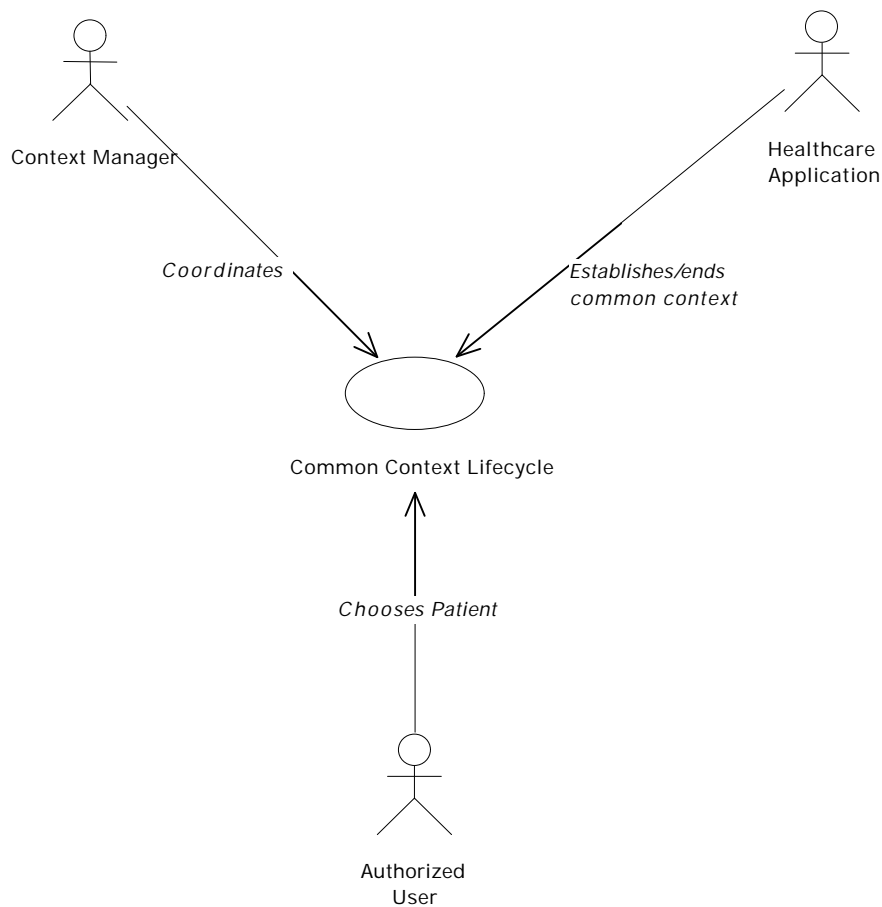 Context Manager
Healthcare
Application
Coordinates
Establishes/ends
common context
Common Context Lifecycle
Chooses Patient
Authorized
User